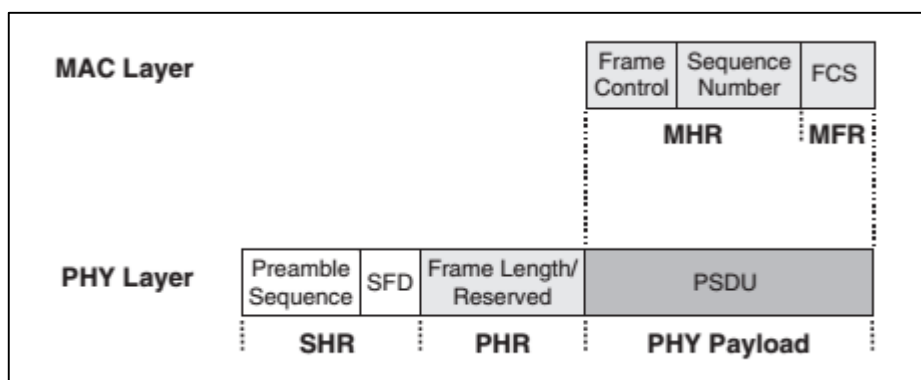 MAC Layer
Frame Control
Sequence Number
FCS
MHR
MFR
PHY Layer
Preamble Sequence
SFD
Frame Length/ Reserved
PSDU
SHR
PHR
PHY Payload